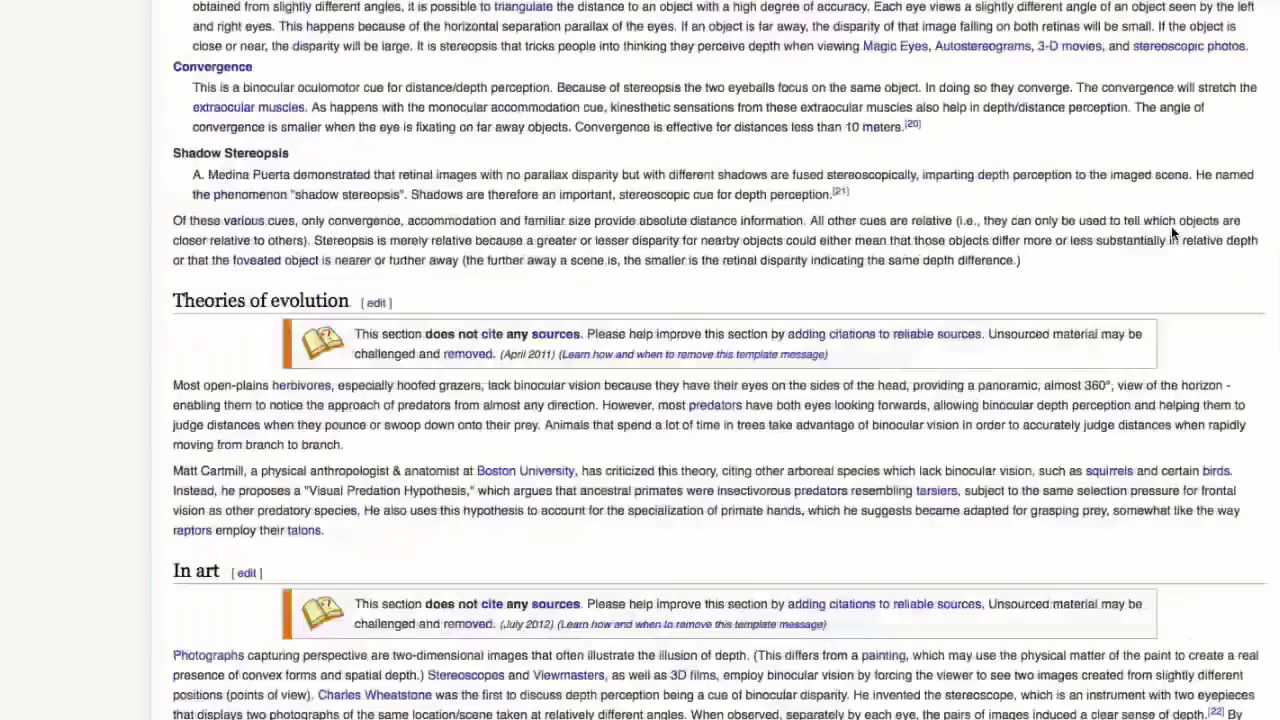 obtained from slightly different angles, it is possible to triangulate the distance to an object with a high degree of accuracy. Each eye views a slightly different angle of an object seen by the left
and right eyes. This happens because of the horizontal separation parallax of the eyes. If an object is far away, the disparity of that image falling on both retinas will be small. If the object is
close or near, the disparity will be large. It is stereopsis that tricks people into thinking they perceive depth when viewing Magic Eyes, Autostereograms, 3-D movies, and stereoscopic photos.
Convergence
This is a binocular oculomotor cue for distance/depth perception. Because of stereopsis the two eyeballs focus on the same object. In doing so they converge. The convergence will stretch the
extraocular muscles. As happens with the monocular accommodation cue, kinesthetic sensations from these extraocular muscles also help in depth/distance perception. The angle of
convergence is smaller when the eye is fixating on far away objects. Convergence is effective for distances less than 10 meters.[20]
Shadow Stereopsis
A. Medina Puerta demonstrated that retinal images with no parallax disparity but with different shadows are fused stereoscopically, imparting depth perception to the imaged scene. He named
the phenomenon "shadow stereopsis". Shadows are therefore an important, stereoscopic cue for depth perception.[21]
Of these various cues, only convergence, accommodation and familiar size provide absolute distance information. All other cues are relative (i.e., they can only be used to tell which objects are
closer relative to others). Stereopsis is merely relative because a greater or lesser disparity for nearby objects could either mean that those objects differ more or less substantially in relative depth
or that the foveated object is nearer or further away (the further away a scene is, the smaller is the retinal disparity indicating the same depth difference.)
Theories of evolution [ edit ]
This section does not cite any sources. Please help improve this section by adding citations to reliable sources. Unsourced material may be
challenged and removed. (April 2011) (Learn how and when to remove this template message)
Most open-plains herbivores, especially hoofed grazers, lack binocular vision because they have their eyes on the sides of the head, providing a panoramic, almost 360°, view of the horizon -
enabling them to notice the approach of predators from almost any direction. However, most predators have both eyes looking forwards, allowing binocular depth perception and helping them to
judge distances when they pounce or swoop down onto their prey. Animals that spend a lot of time in trees take advantage of binocular vision in order to accurately judge distances when rapidly
moving from branch to branch.
Matt Cartmill, a physical anthropologist & anatomist at Boston University, has criticized this theory, citing other arboreal species which lack binocular vision, such as squirrels and certain birds.
Instead, he proposes a "Visual Predation Hypothesis," which argues that ancestral primates were insectivorous predators resembling tarsiers, subject to the same selection pressure for frontal
vision as other predatory species. He also uses this hypothesis to account for the specialization of primate hands, which he suggests became adapted for grasping prey, somewhat like the way
raptors employ their talons.
In art [ edit ]
This section does not cite any sources. Please help improve this section by adding citations to reliable sources. Unsourced material may be
challenged and removed. (July 2012) (Learn how and when to remove this template message)
Photographs capturing perspective are two-dimensional images that often illustrate the illusion of depth. (This differs from a painting, which may use the physical matter of the paint to create a real
presence of convex forms and spatial depth.) Stereoscopes and Viewmasters, as well as 3D films, employ binocular vision by forcing the viewer to see two images created from slightly different
positions (points of view). Charles Wheatstone was the first to discuss depth perception being a cue of binocular disparity. He invented the stereoscope, which is an instrument with two eyepieces
that displays two photographs of the same location/scene taken at relatively different angles. When observed, separately by each eye, the pairs of images induced a clear sense of depth.[22] By